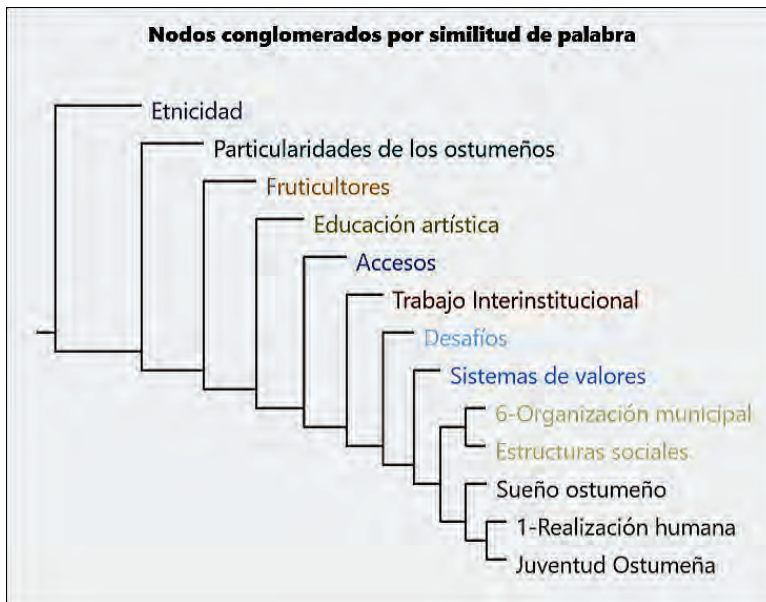 Nodos conglomerados por similitud de palabra
Etnicidad
Particularidades de los ostumeños
Fruticultores
Educación artística
Accesos
Trabajo Interinstitucional
Desafíos
Sistemas de valores
6-Organización municipal
Estructuras sociales
Sueño ostumeño
1-Realización humana
Juventud Ostumeña